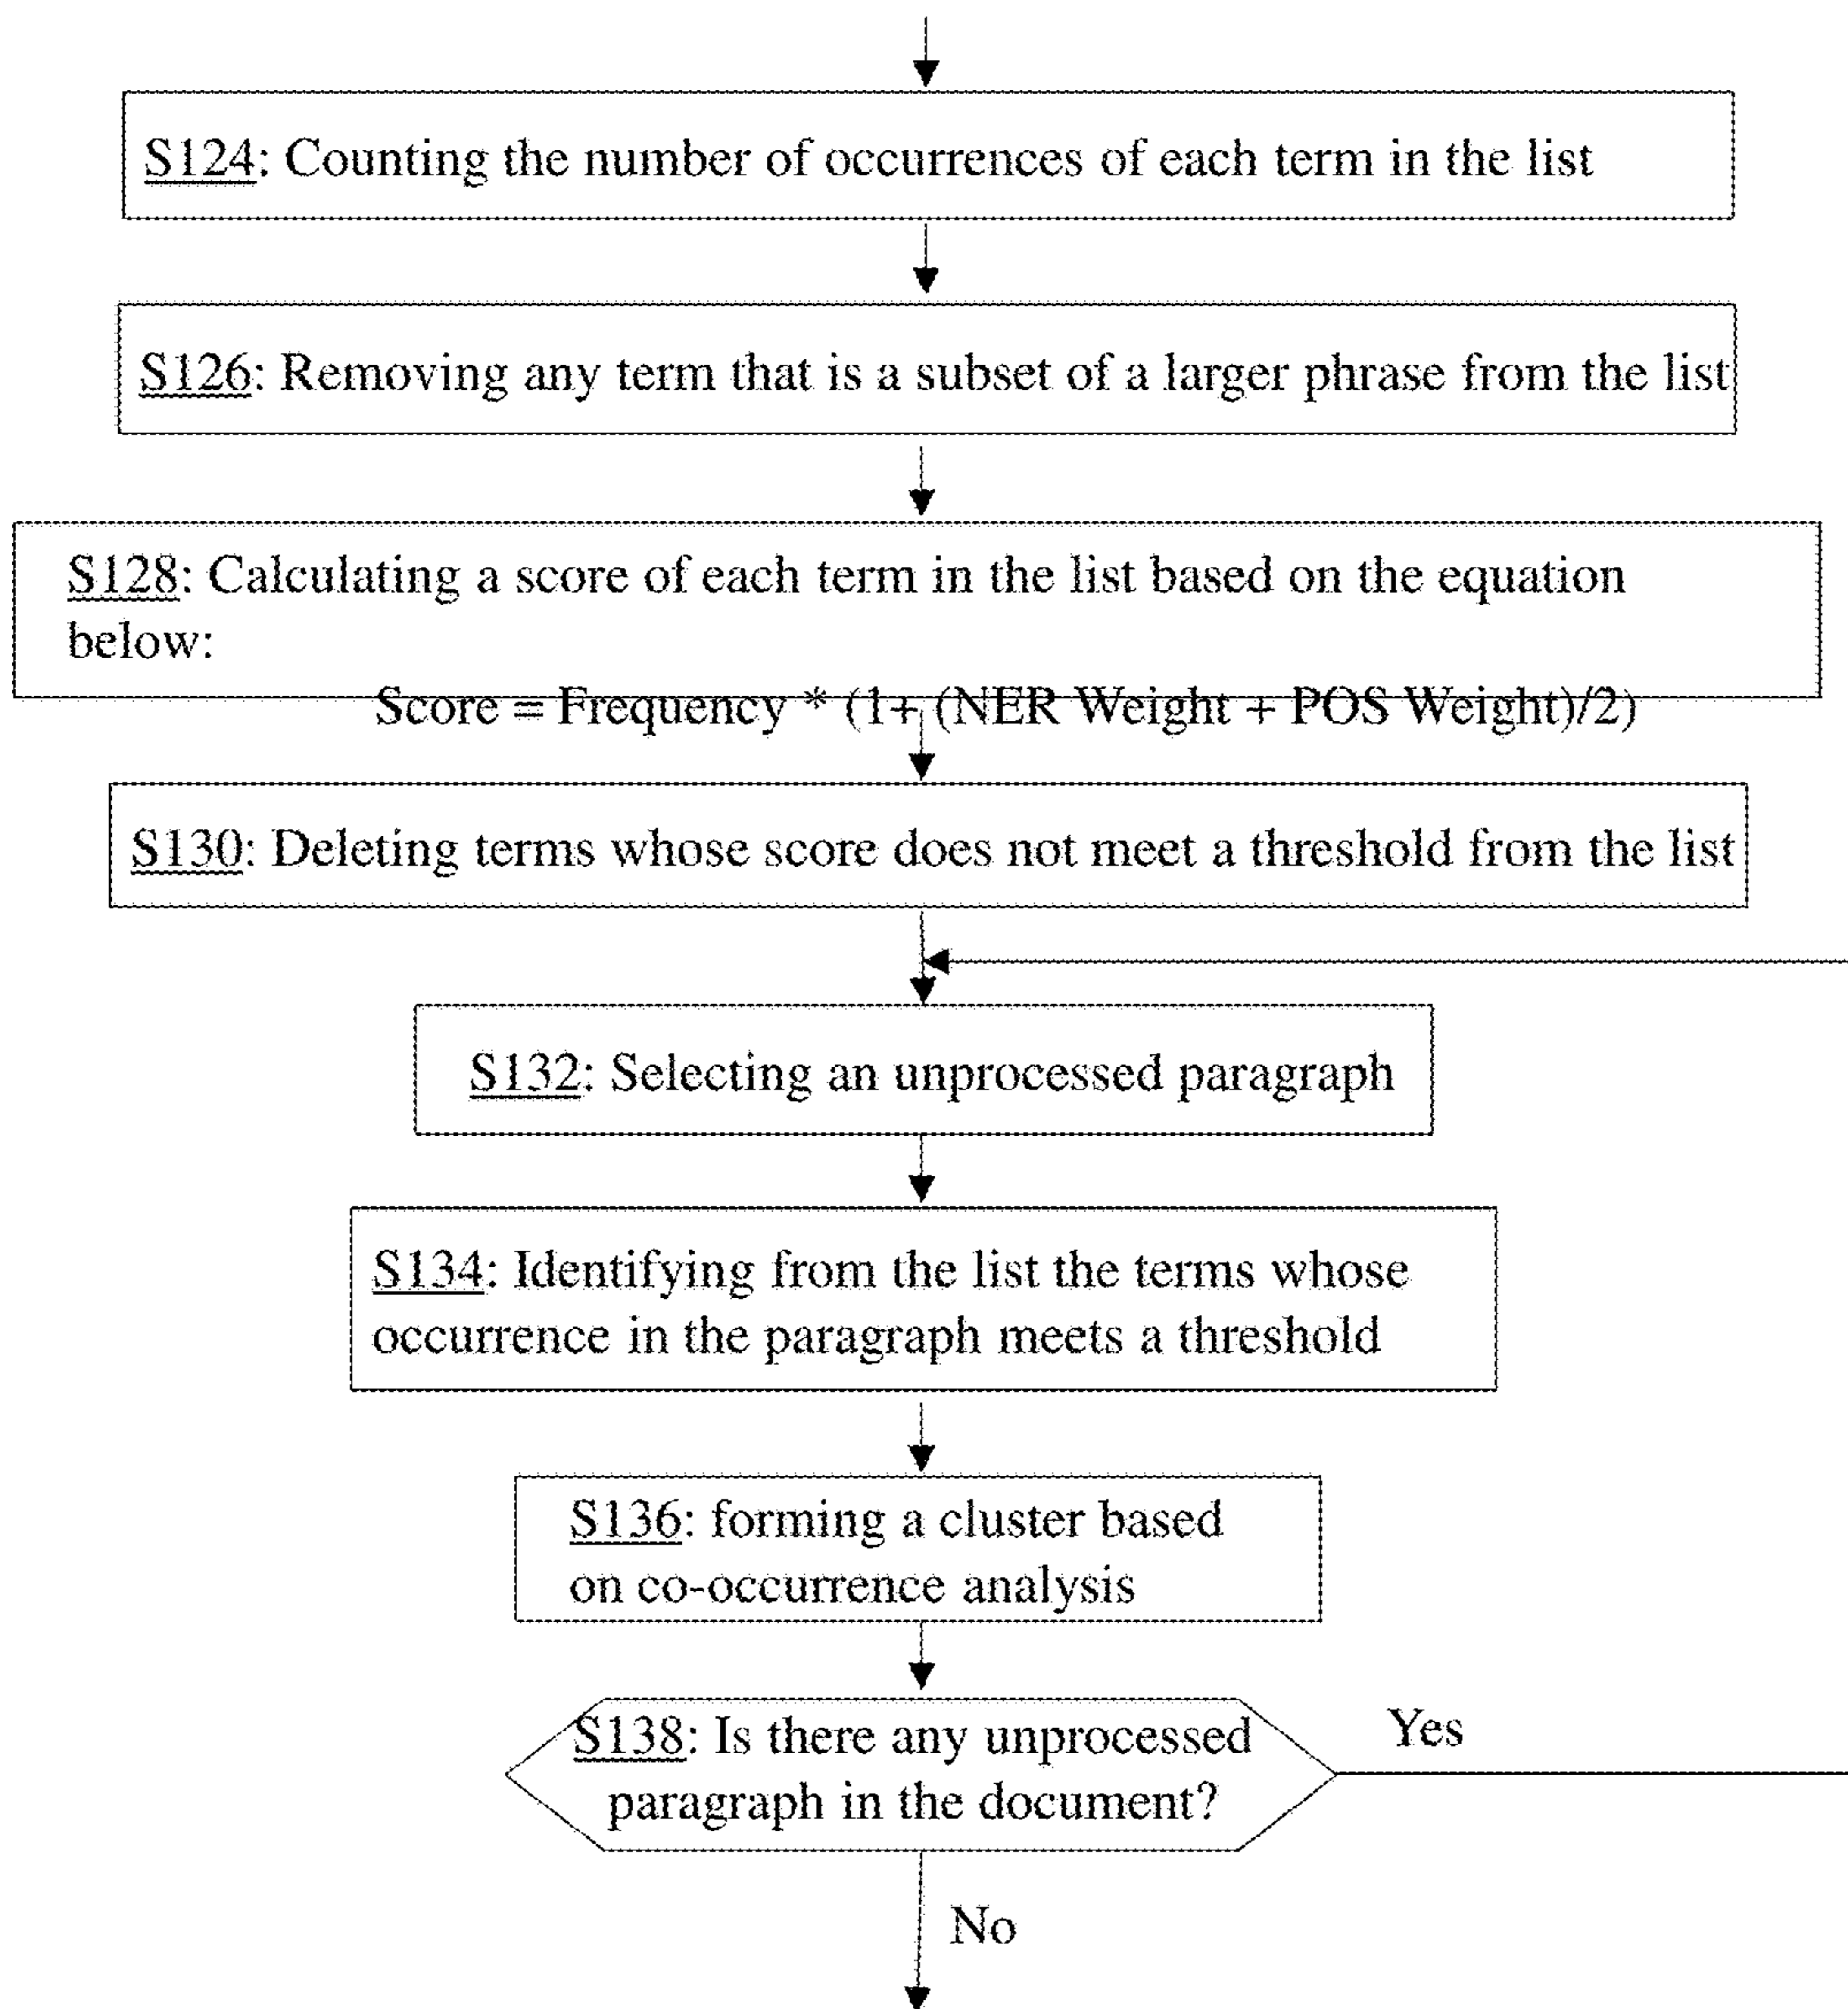 S124: Counting the number of occurrences of each term in the list
S126: Removing any term that is a subset of a larger phrase from the list
S128: Calculating a score of each term in the list based on the equation
below:
Score = Frequency * (1+ (NER Weight + POS Weight)/2)
S130: Deleting terms whose score does not meet a threshold from the list
S132: Selecting an unprocessed paragraph
S134: Identifying from the list the terms whose
occurrence in the paragraph meets a threshold
S136: forming a cluster based
on co-occurrence analysis
S138: Is there any unprocessed
paragraph in the document?
Yes
No